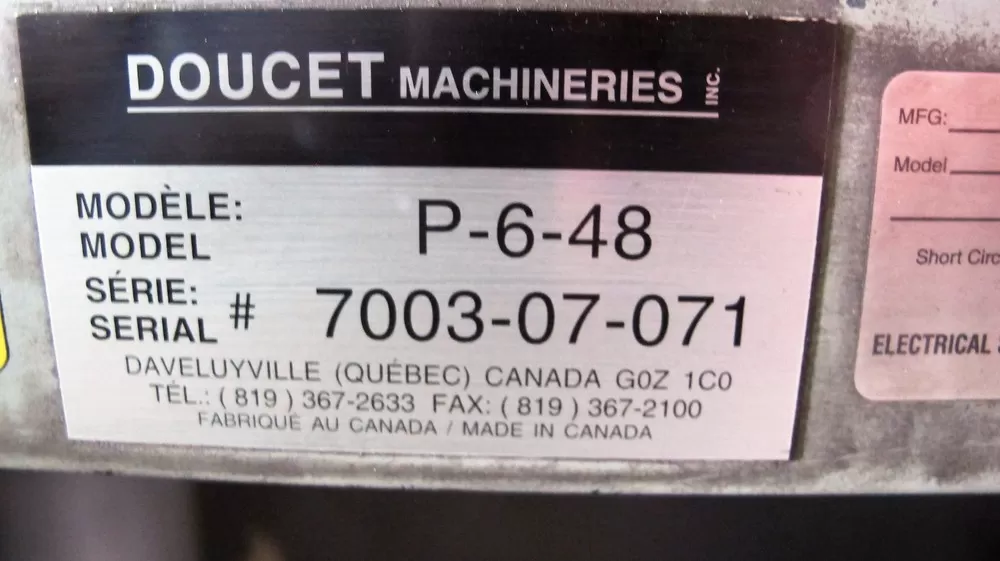 DOUCET MACHINERIES INC.
MODÈLE:
MODEL
P-6-48
SÉRIE:
SERIAL
# 7003-07-071
DAVELUYVILLE (QUÉBEC) CANADA G0Z 1C0
TÉL.: ( 819 ) 367-2633 FAX: ( 819 ) 367-2100
FABRIQUÉ AU CANADA / MADE IN CANADA
MFG:
Model
Short Circ
ELECTRICAL